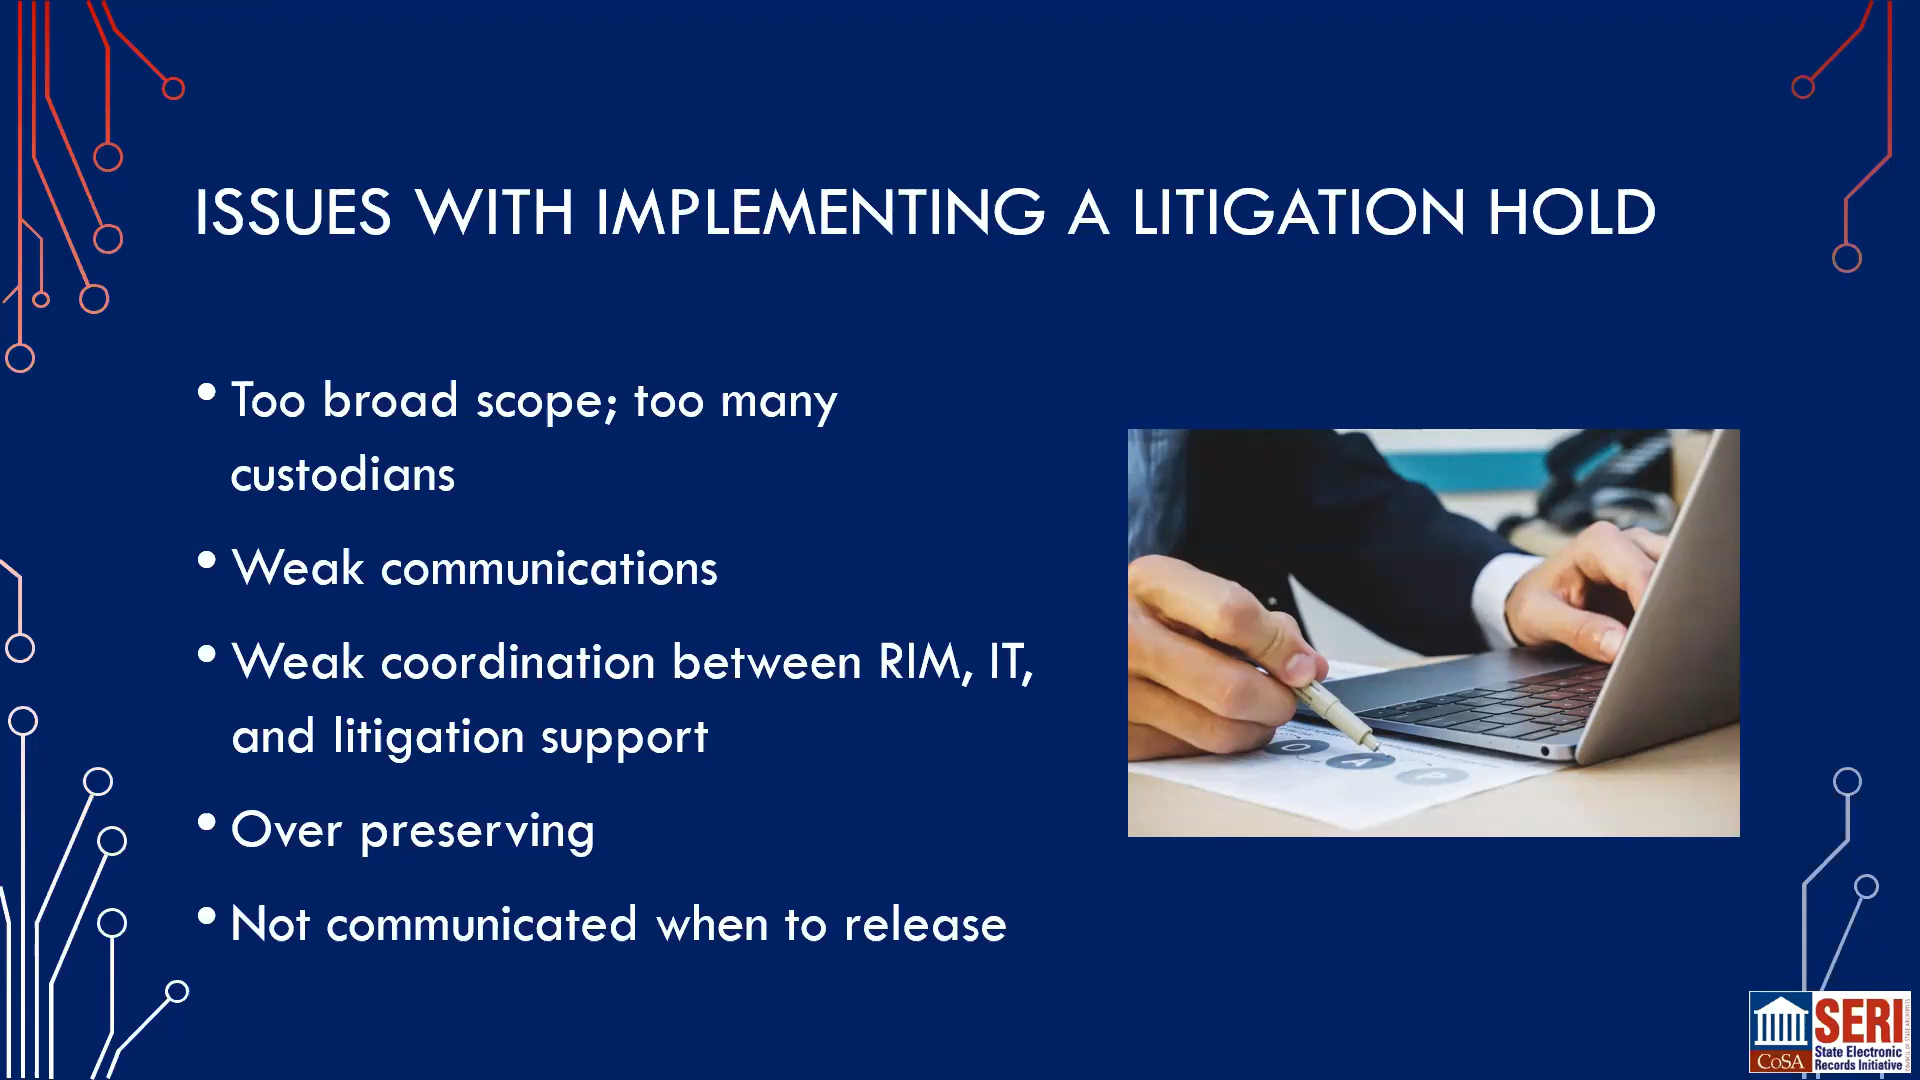 ISSUES WITH IMPLEMENTING A LITIGATION HOLD
• Too broad scope; too many
custodians
• Weak communications
• Weak coordination between RIM, IT,
and litigation support
• Over preserving
• Not communicated when to release
O
A
P
CoSA
SERI
State Electronic
Records Initiative